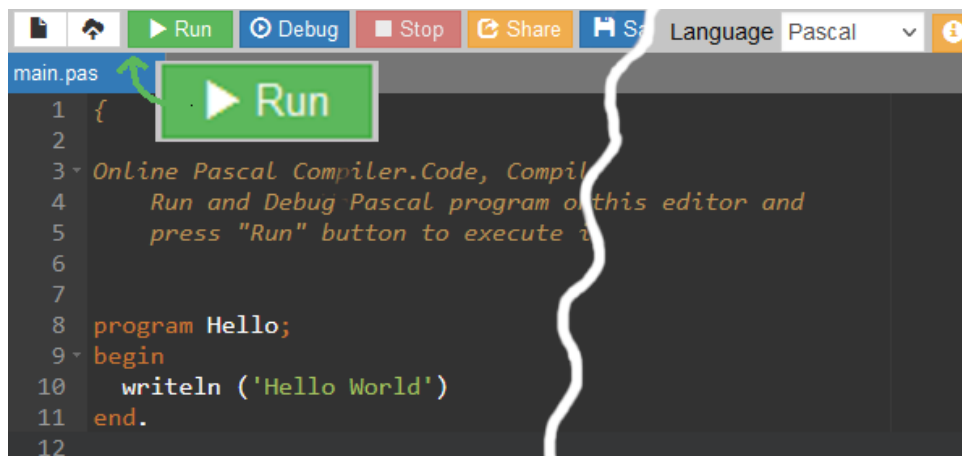 Run Debug Stop Share Sa Language Pascal
main.pas
Run
1 {
2
3 Online Pascal Compiler.Code, Compil
4 Run and Debug Pascal program o this editor and
5 press "Run" button to execute i
6
7
8 program Hello;
9 begin
10 writeln ('Hello World')
11 end.
12